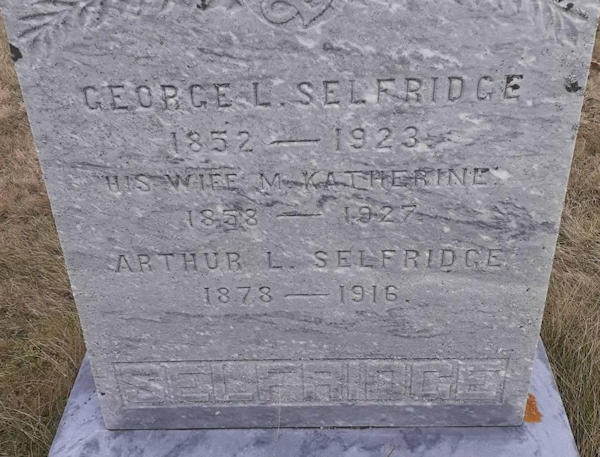 GEORGE L. SELFRIDGE
1852 — 1923.
HIS WIFE M. KATHERINE.
1858 — 1927.
ARTHUR L. SELFRIDGE.
1878 — 1916.
SELFRIDGE